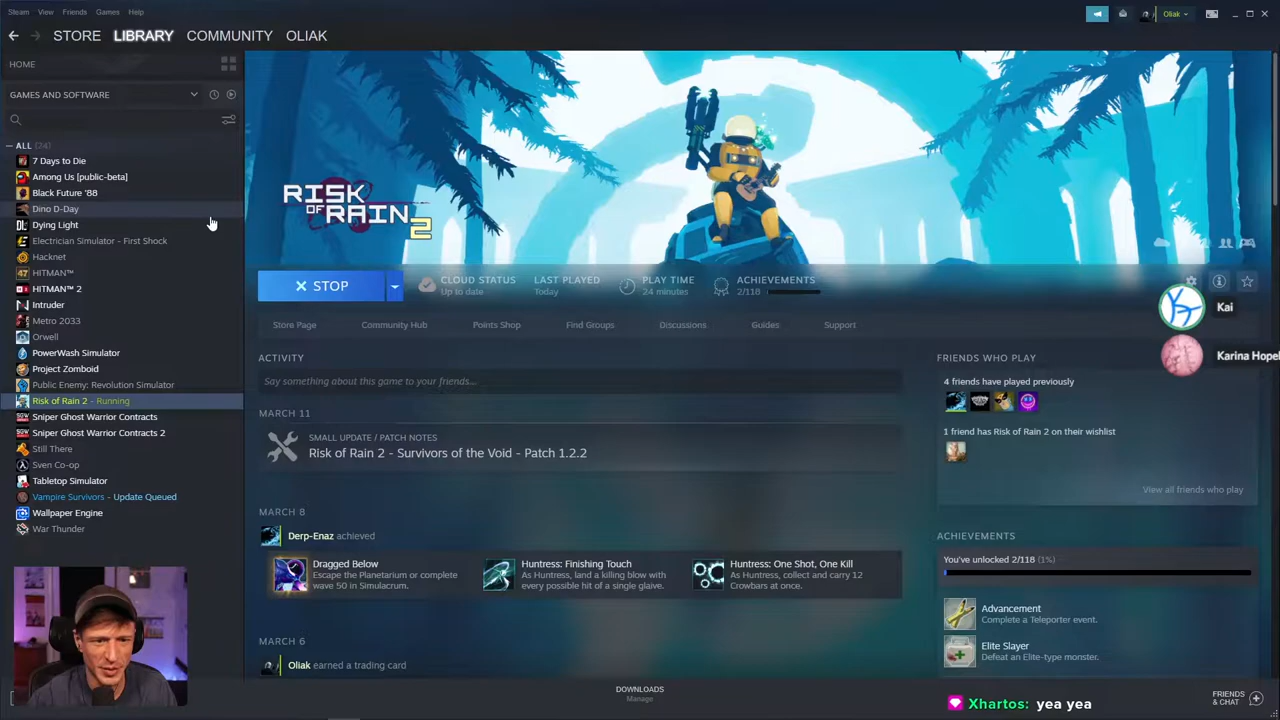 Steam View Friends Games Help
Oliak
STORE LIBRARY COMMUNITY OLIAK
HOME
GAMES AND SOFTWARE
ALL (24)
7 Days to Die
Among Us [public-beta]
Black Future '88
Dino D-Day
Dying Light
Electrician Simulator - First Shock
Hacknet
HITMAN™
HITMAN™ 2
Intruder
Metro 2033
Orwell
PowerWash Simulator
Project Zomboid
Public Enemy: Revolution Simulator
Risk of Rain 2 - Running
Sniper Ghost Warrior Contracts
Sniper Ghost Warrior Contracts 2
Still There
Sven Co-op
Tabletop Simulator
Vampire Survivors - Update Queued
Wallpaper Engine
War Thunder
RISK
OF RAIN
2
STOP
CLOUD STATUS
Up to date
LAST PLAYED
Today
PLAY TIME
24 minutes
ACHIEVEMENTS
2/118
Store Page Community Hub Points Shop Find Groups Discussions Guides Support
Kai
Karina Hopel
ACTIVITY
Say something about this game to your friends...
MARCH 11
SMALL UPDATE / PATCH NOTES
Risk of Rain 2 - Survivors of the Void - Patch 1.2.2
MARCH 8
Derp-Enaz achieved
Dragged Below
Escape the Planetarium or complete
wave 50 in Simulacrum.
Huntress: Finishing Touch
As Huntress, land a killing blow with
every possible hit of a single glaive.
Huntress: One Shot, One Kill
As Huntress, collect and carry 12
Crowbars at once.
MARCH 6
Oliak earned a trading card
FRIENDS WHO PLAY
4 friends have played previously
1 friend has Risk of Rain 2 on their wishlist
View all friends who play
ACHIEVEMENTS
You've unlocked 2/118 (1%)
Advancement
Complete a Teleporter event.
Elite Slayer
Defeat an Elite-type monster.
DOWNLOADS
Manage
Xhartos: yea yea
FRIENDS
& CHAT